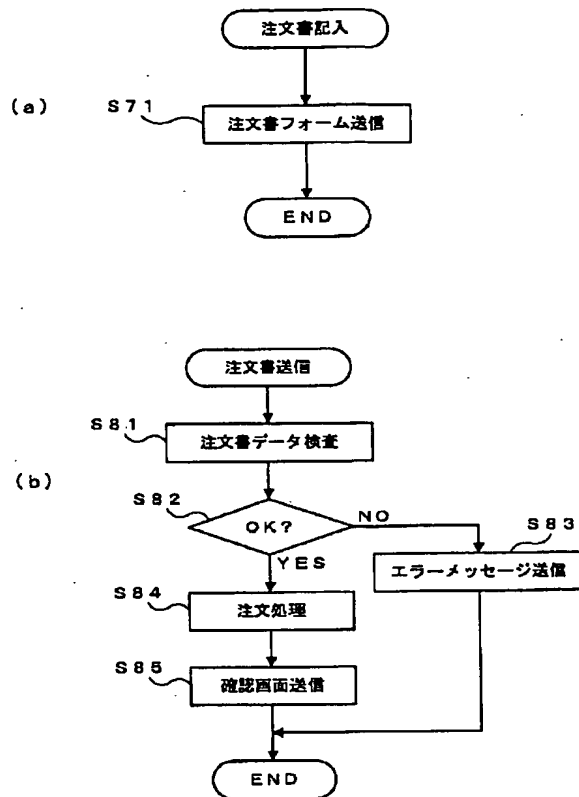 注文書記入
(a)
S71
注文書フォーム送信
END
注文書送信
S81
注文書データ検査
(b)
S82
OK?
NO
YES
S83
エラーメッセージ送信
S84
注文処理
S85
確認画面送信
END